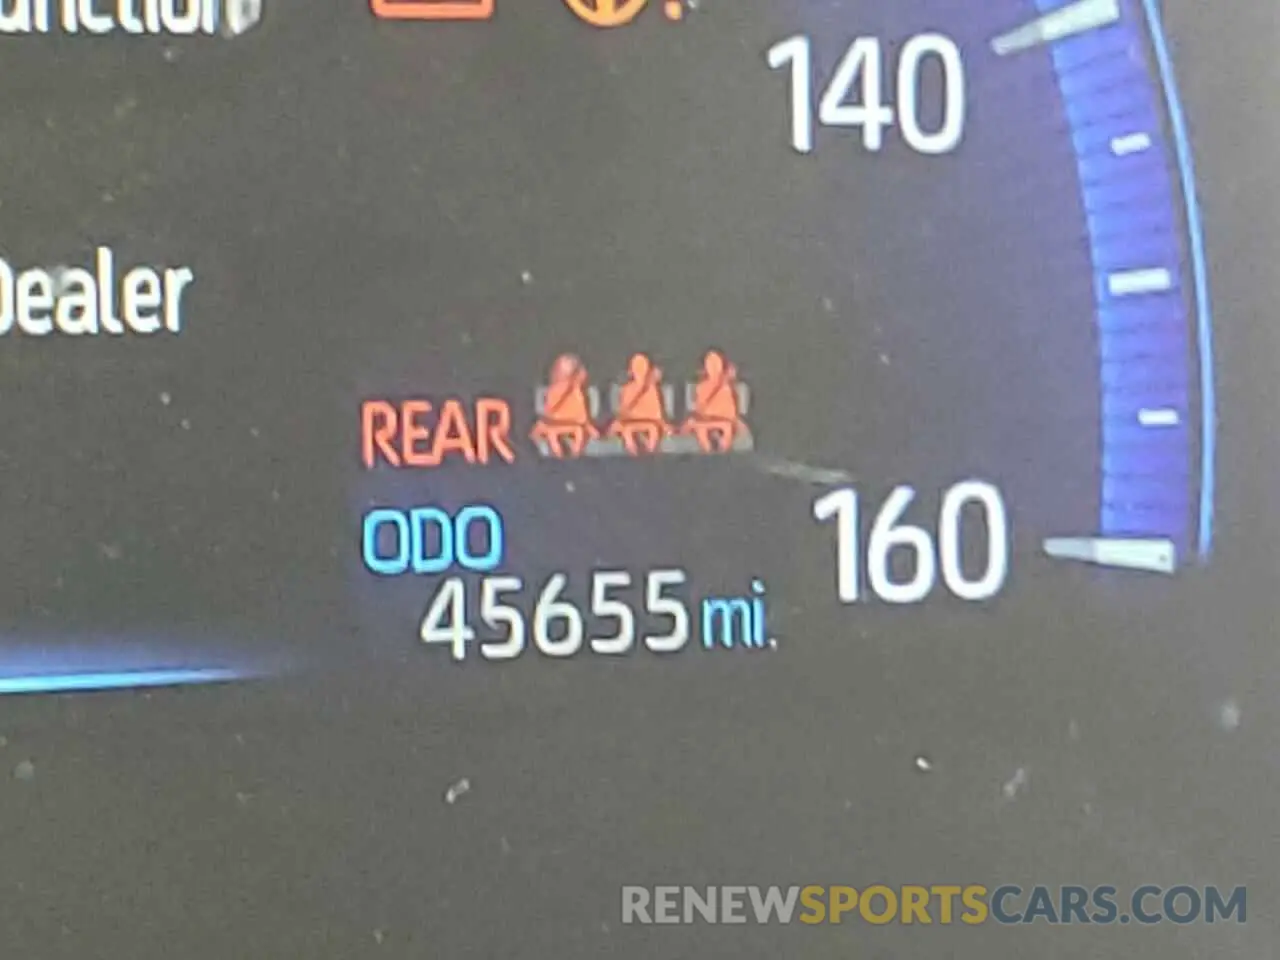 140
Dealer
REAR
ODO
160
45655 mi.
RENEWSPORTSCARS.COM